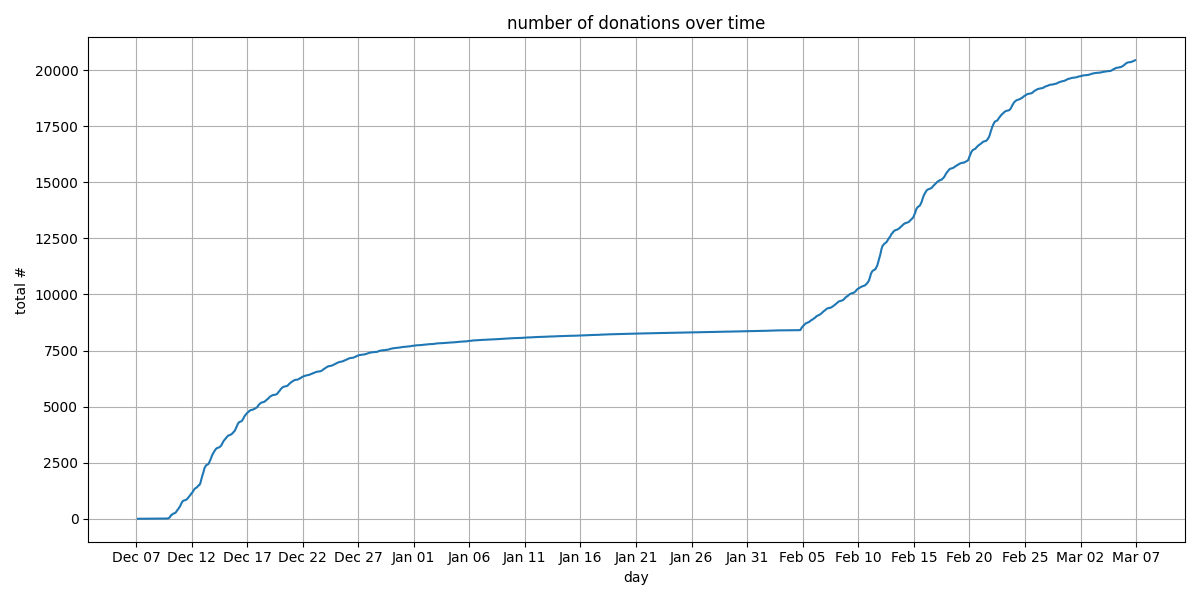 number of donations over time
total #
20000
17500
15000
12500
10000
7500
5000
2500
0
Dec 07 Dec 12 Dec 17 Dec 22 Dec 27 Jan 01 Jan 06 Jan 11 Jan 16 Jan 21 Jan 26 Jan 31 Feb 05 Feb 10 Feb 15 Feb 20 Feb 25 Mar 02 Mar 07
day